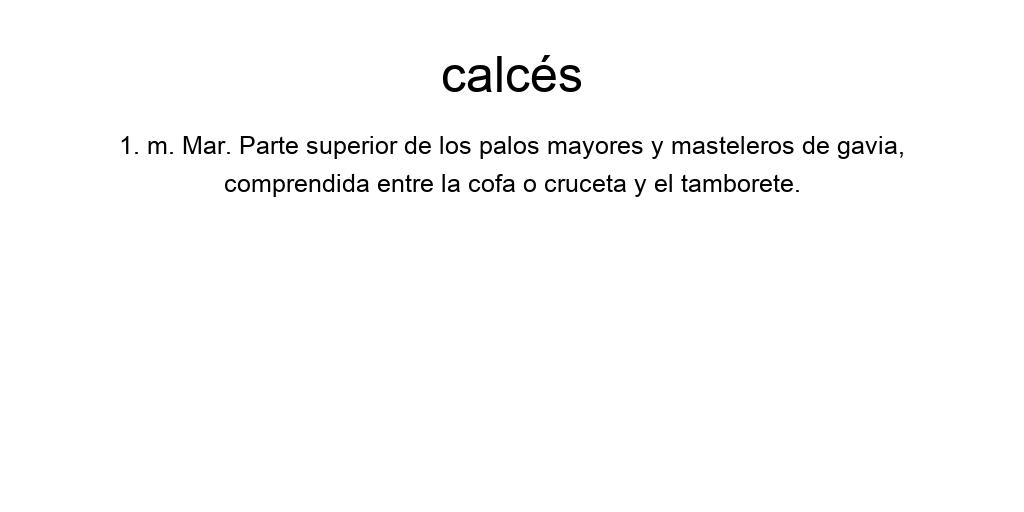 calcés
1. m. Mar. Parte superior de los palos mayores y masteleros de gavia,
comprendida entre la cofa o cruceta y el tamborete.